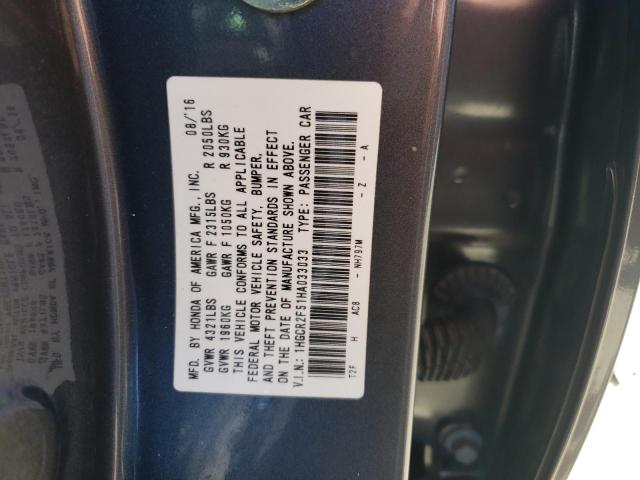 MFD. BY HONDA OF AMERICA MFG., INC. 08/'16
GVWR 4321LBS GAWR F 2315LBS R 2050LBS
GVWR 1960KG GAWR F 1050KG R 930KG
THIS VEHICLE CONFORMS TO ALL APPLICABLE
FEDERAL MOTOR VEHICLE SAFETY, BUMPER,
AND THEFT PREVENTION STANDARDS IN EFFECT
ON THE DATE OF MANUFACTURE SHOWN ABOVE.
V.I.N.: 1HGCR2F51HA033033 TYPE: PASSENGER CAR
T2F H AC8 - NH797M - Z - A